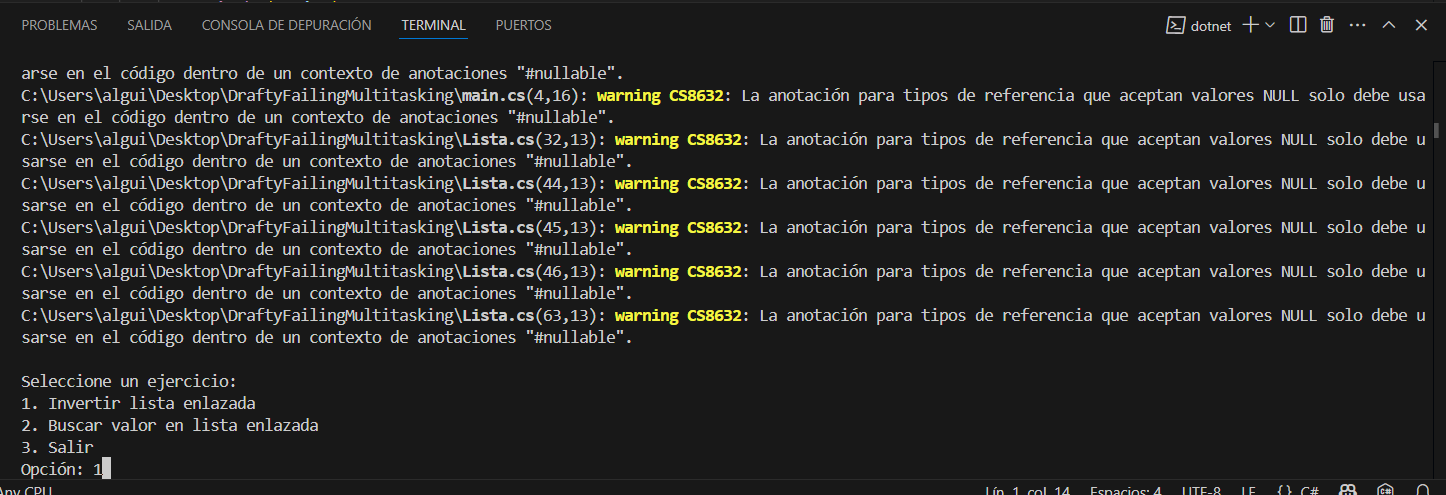 PROBLEMAS SALIDA CONSOLA DE DEPURACIÓN TERMINAL PUERTOS dotnet
arse en el código dentro de un contexto de anotaciones "#nullable".
C:\Users\algui\Desktop\DraftyFailingMultitasking\main.cs(4,16): warning CS8632: La anotación para tipos de referencia que aceptan valores NULL solo debe usa
rse en el código dentro de un contexto de anotaciones "#nullable".
C:\Users\algui\Desktop\DraftyFailingMultitasking\Lista.cs(32,13): warning CS8632: La anotación para tipos de referencia que aceptan valores NULL solo debe u
sarse en el código dentro de un contexto de anotaciones "#nullable".
C:\Users\algui\Desktop\DraftyFailingMultitasking\Lista.cs(44,13): warning CS8632: La anotación para tipos de referencia que aceptan valores NULL solo debe u
sarse en el código dentro de un contexto de anotaciones "#nullable".
C:\Users\algui\Desktop\DraftyFailingMultitasking\Lista.cs(45,13): warning CS8632: La anotación para tipos de referencia que aceptan valores NULL solo debe u
sarse en el código dentro de un contexto de anotaciones "#nullable".
C:\Users\algui\Desktop\DraftyFailingMultitasking\Lista.cs(46,13): warning CS8632: La anotación para tipos de referencia que aceptan valores NULL solo debe u
sarse en el código dentro de un contexto de anotaciones "#nullable".
C:\Users\algui\Desktop\DraftyFailingMultitasking\Lista.cs(63,13): warning CS8632: La anotación para tipos de referencia que aceptan valores NULL solo debe u
sarse en el código dentro de un contexto de anotaciones "#nullable".
Seleccione un ejercicio:
1. Invertir lista enlazada
2. Buscar valor en lista enlazada
3. Salir
Opción: 1
Any CPU Lín. 1, col. 14 Espacios: 4 UTF-8 LF {} C#